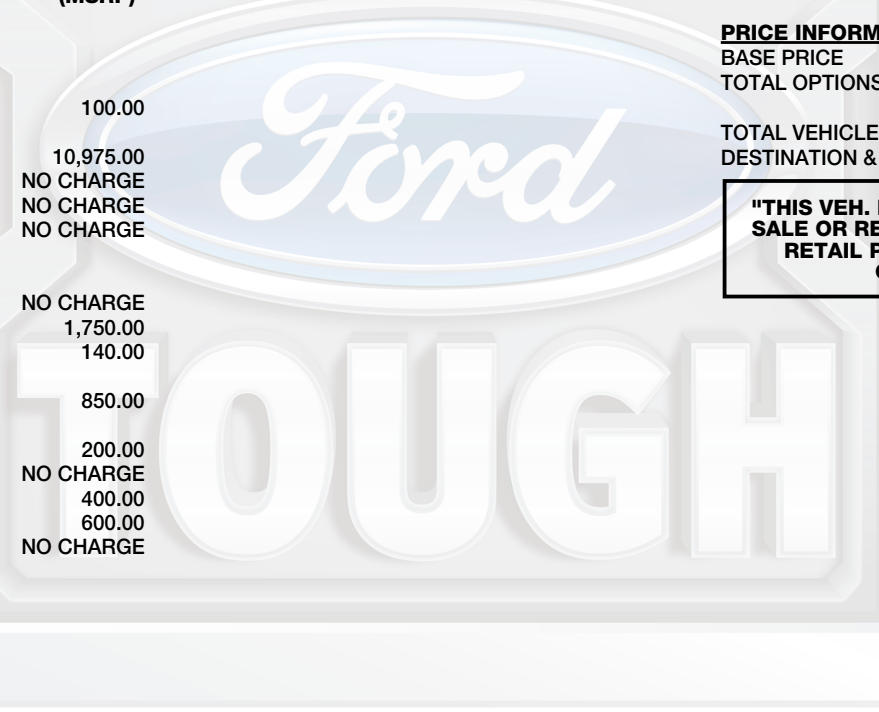 100.00
10,975.00
NO CHARGE
NO CHARGE
NO CHARGE
NO CHARGE
1,750.00
140.00
850.00
200.00
NO CHARGE
400.00
600.00
NO CHARGE
PRICE INFORM
BASE PRICE
TOTAL OPTIONS
TOTAL VEHICLE
DESTINATION &
"THIS VEH.
SALE OR RE
RETAIL P
Ford
TOUGH